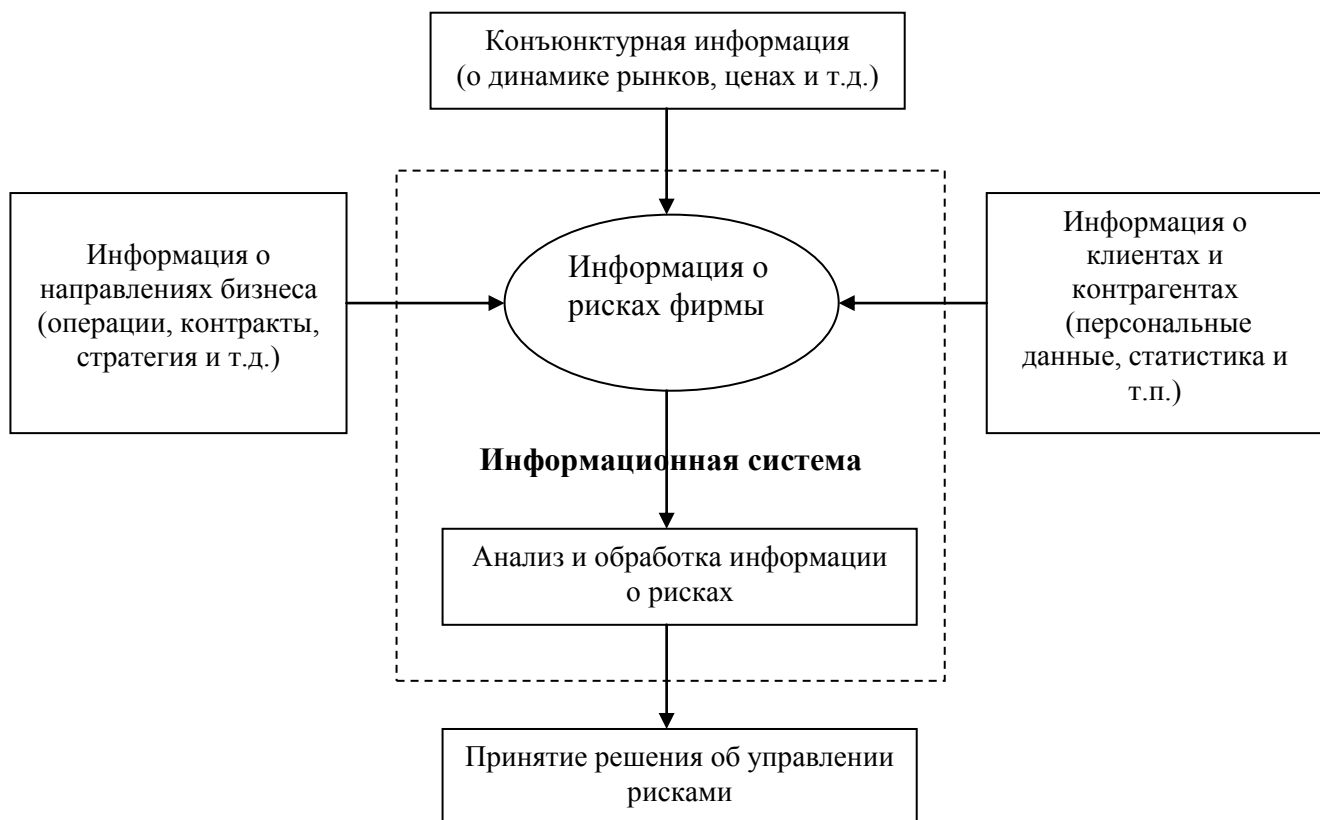 Конъюнктурная информация
(о динамике рынков, ценах и т.д.)
Информация о
направлениях бизнеса
(операции, контракты,
стратегия и т.д.)
Информация о
рисках фирмы
Информация о
клиентах и
контрагентах
(персональные
данные, статистика и
т.п.)
Информационная система
Анализ и обработка информации
о рисках
Принятие решения об управлении
рисками